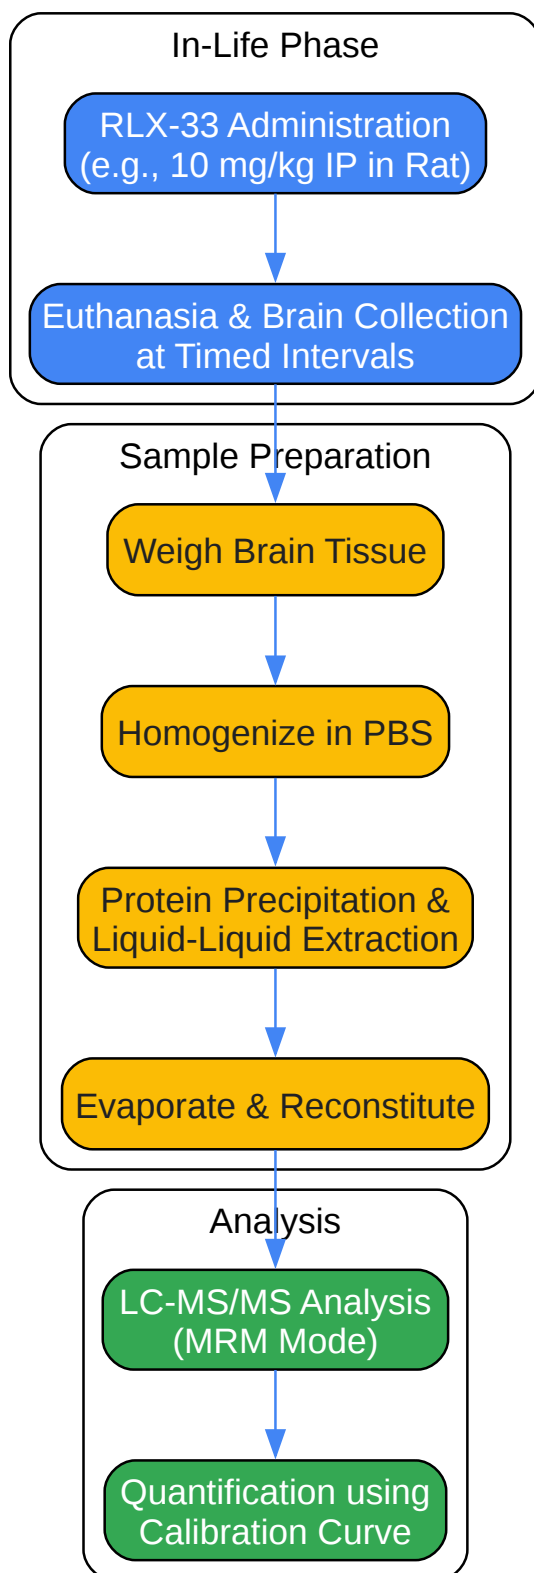 In-Life Phase
RLX-33 Administration
(e.g., 10 mg/kg IP in Rat)
Euthanasia & Brain Collection
at Timed Intervals
Sample Preparation
Weigh Brain Tissue
Homogenize in PBS
Protein Precipitation &
Liquid-Liquid Extraction
Evaporate & Reconstitute
Analysis
LC-MS/MS Analysis
(MRM Mode)
Quantification using
Calibration Curve